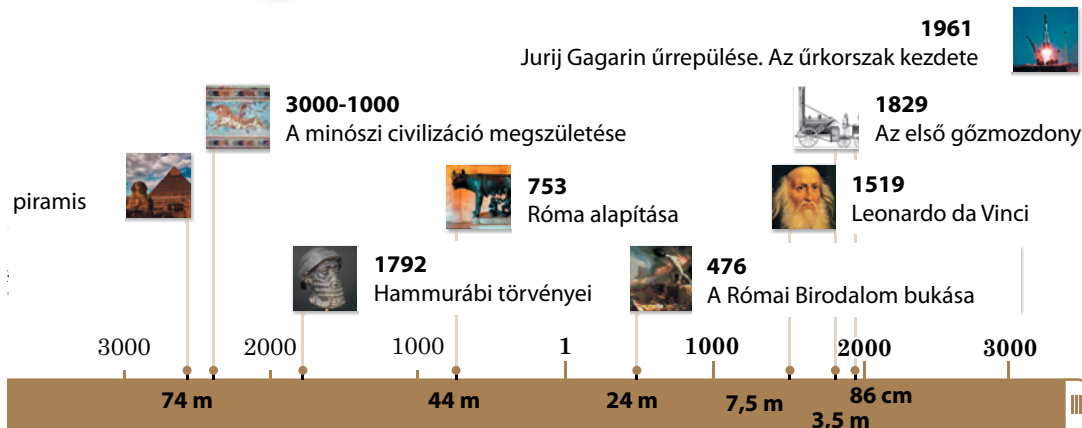 1961
Jurij Gagarin űrrepülése. Az űrkorszak kezdete
3000-1000
A minószi civilizáció megszületése
1829
Az első gőzmozdony
piramis
753
Róma alapítása
1519
Leonardo da Vinci
1792
Hammurábi törvényei
476
A Római Birodalom bukása
3000 2000 1000 1 1000 2000 3000
74 m 44 m 24 m 7,5 m 86 cm
3,5 m